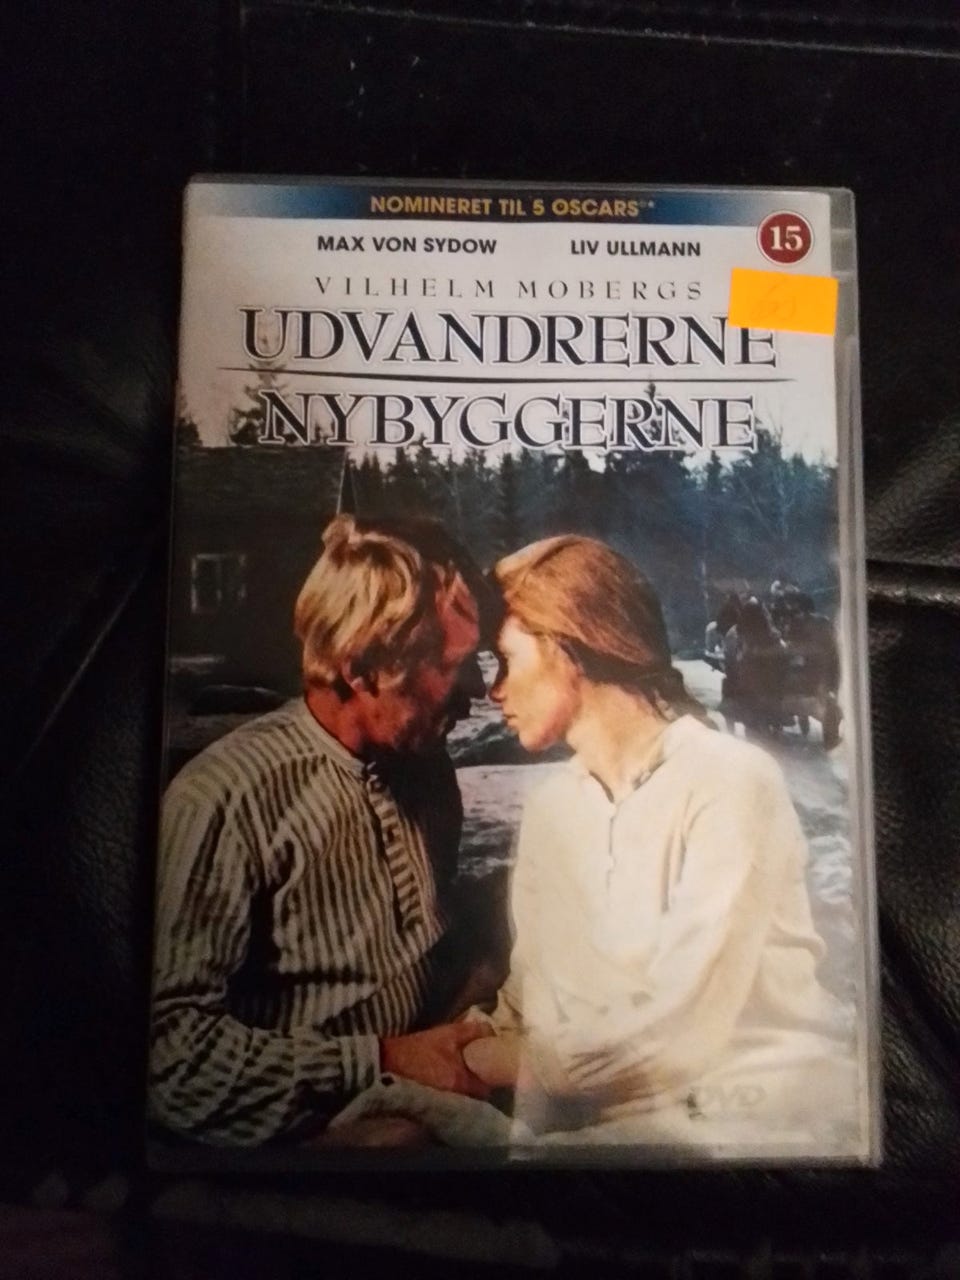 NOMINERET TIL 5 OSCARS®*
MAX VON SYDOW LIV ULLMANN
15
VILHELM MOBERGS
UDVANDRERNE
NYBYGGERNE
DVD